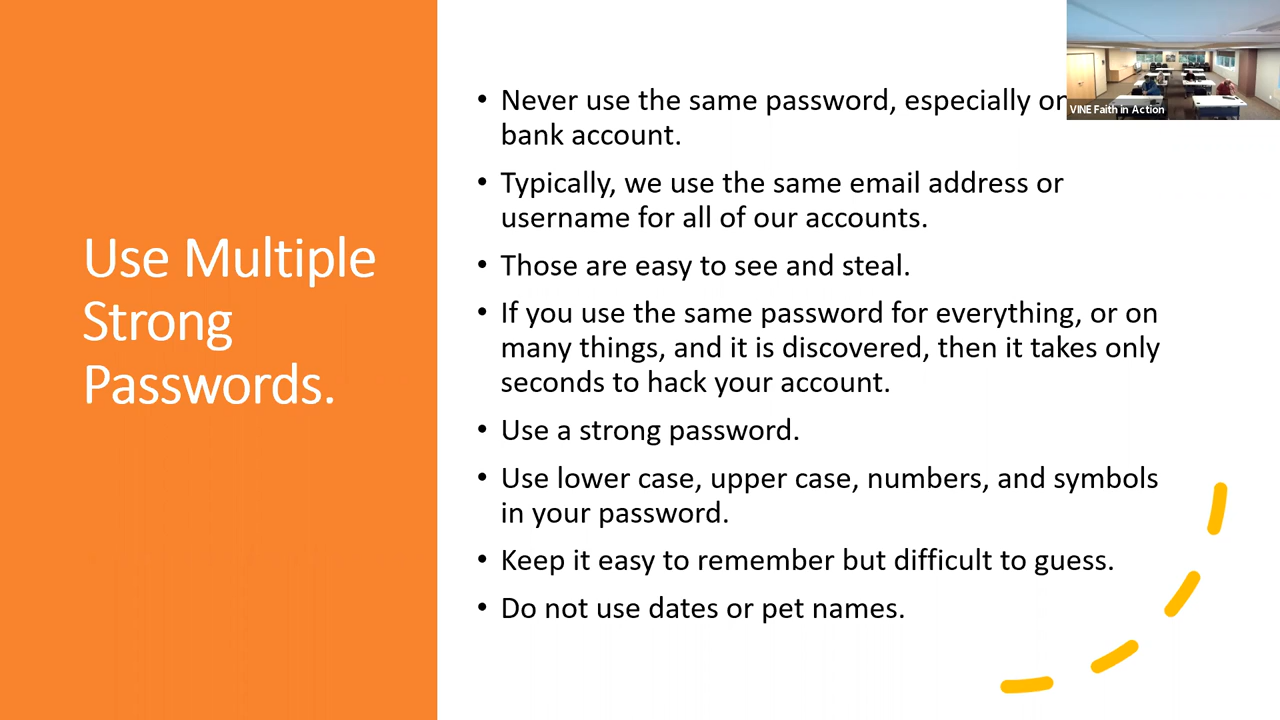 Use Multiple
Strong
Passwords.
• Never use the same password, especially on
bank account.
• Typically, we use the same email address or
username for all of our accounts.
• Those are easy to see and steal.
• If you use the same password for everything, or on
many things, and it is discovered, then it takes only
seconds to hack your account.
• Use a strong password.
• Use lower case, upper case, numbers, and symbols
in your password.
• Keep it easy to remember but difficult to guess.
• Do not use dates or pet names.
VINE Faith in Action